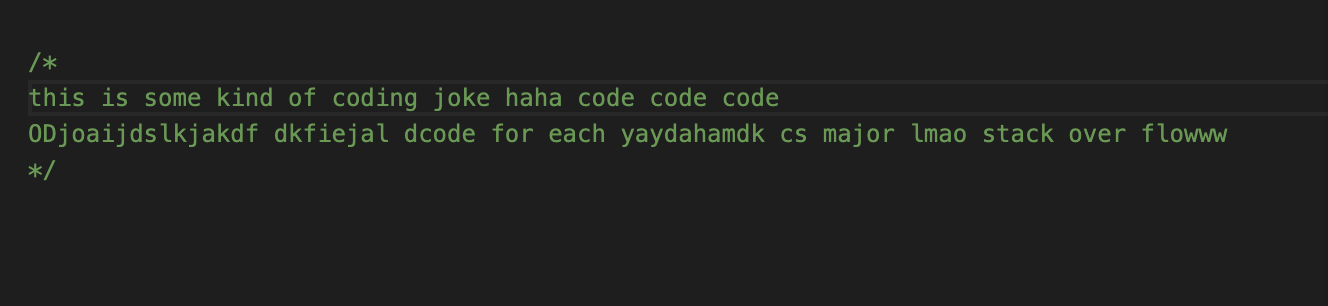 /*
this is some kind of coding joke haha code code code
ODjoaijdslkjakdf dkfiejal dcode for each yaydahamdk cs major lmao stack over flowww
*/